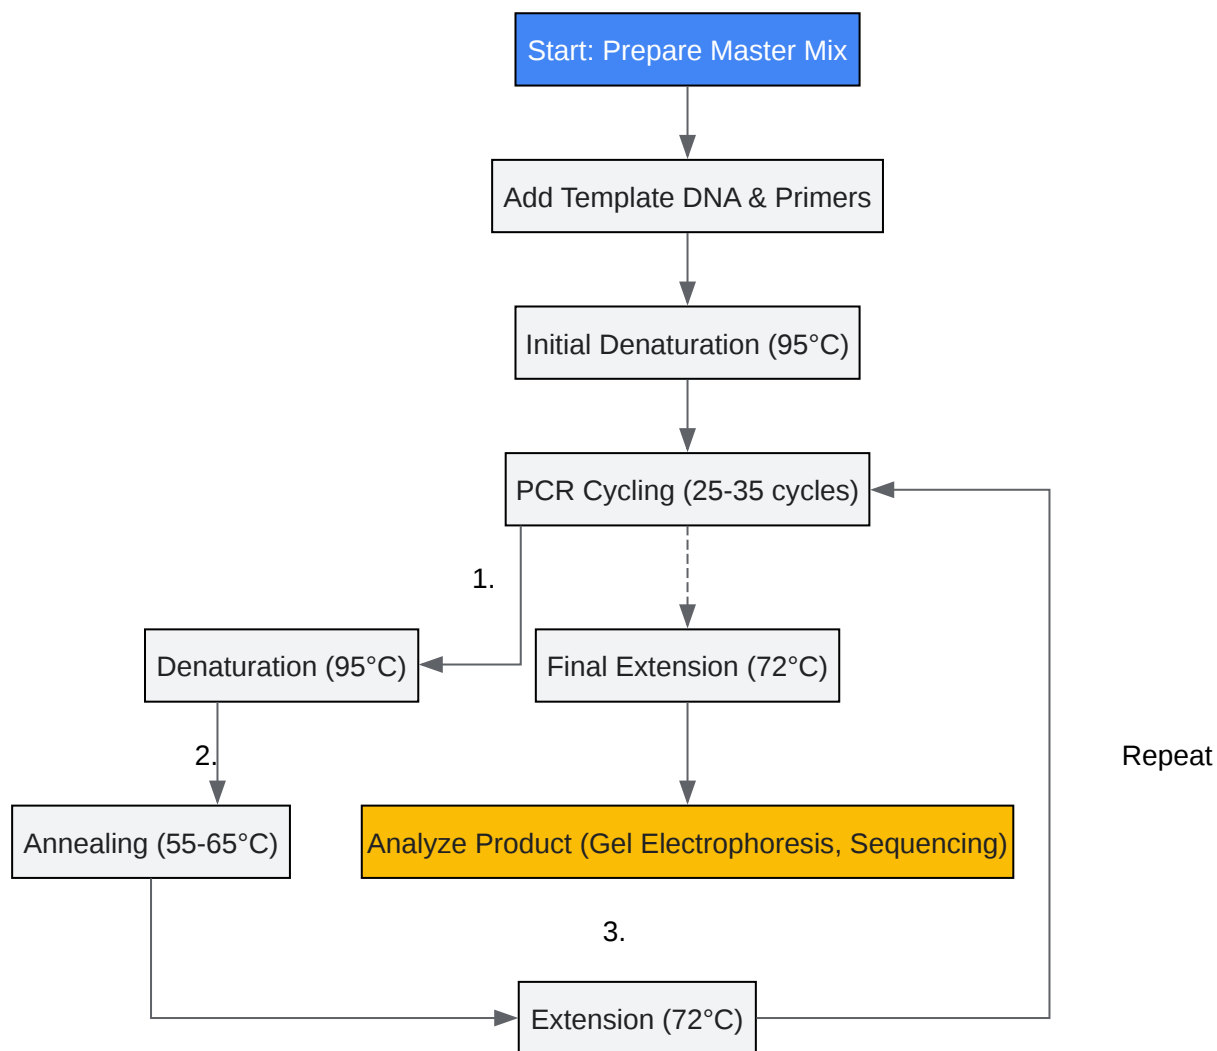 Start: Prepare Master Mix
Add Template DNA & Primers
Initial Denaturation (95°C)
PCR Cycling (25-35 cycles)
1.
Denaturation (95°C)
Final Extension (72°C)
2.
Repeat
Annealing (55-65°C)
Analyze Product (Gel Electrophoresis, Sequencing)
3.
Extension (72°C)